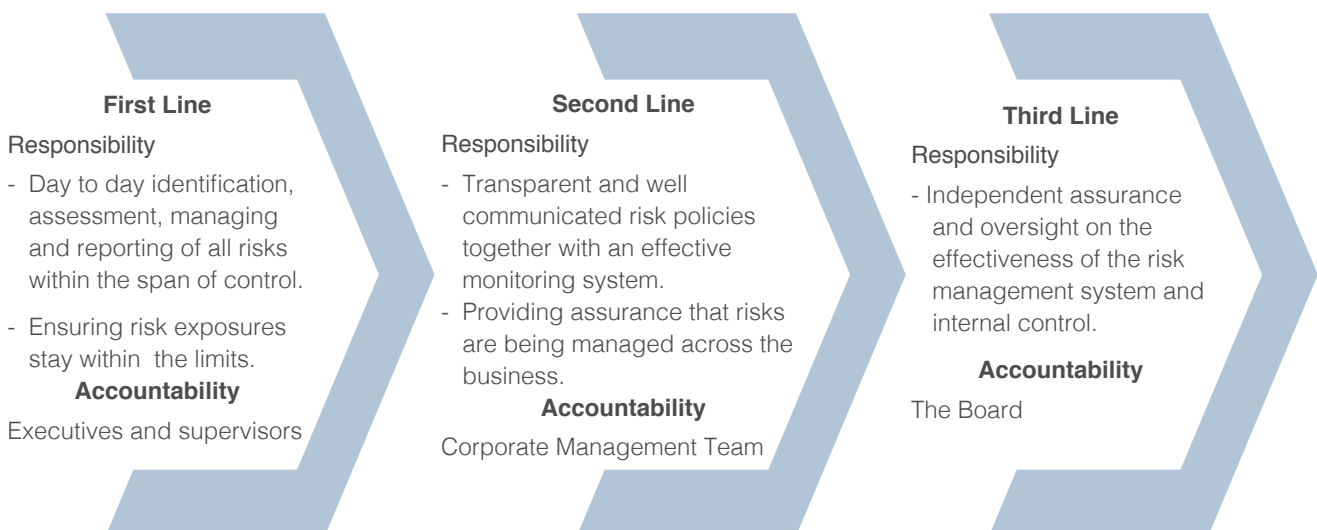 First Line
Responsibility
- Day to day identification,
assessment, managing
and reporting of all risks
within the span of control.
- Ensuring risk exposures
stay within the limits.
Accountability
Executives and supervisors
Second Line
Responsibility
- Transparent and well
communicated risk policies
together with an effective
monitoring system.
- Providing assurance that risks
are being managed across the
business.
Accountability
Corporate Management Team
Third Line
Responsibility
- Independent assurance
and oversight on the
effectiveness of the risk
management system and
internal control.
Accountability
The Board